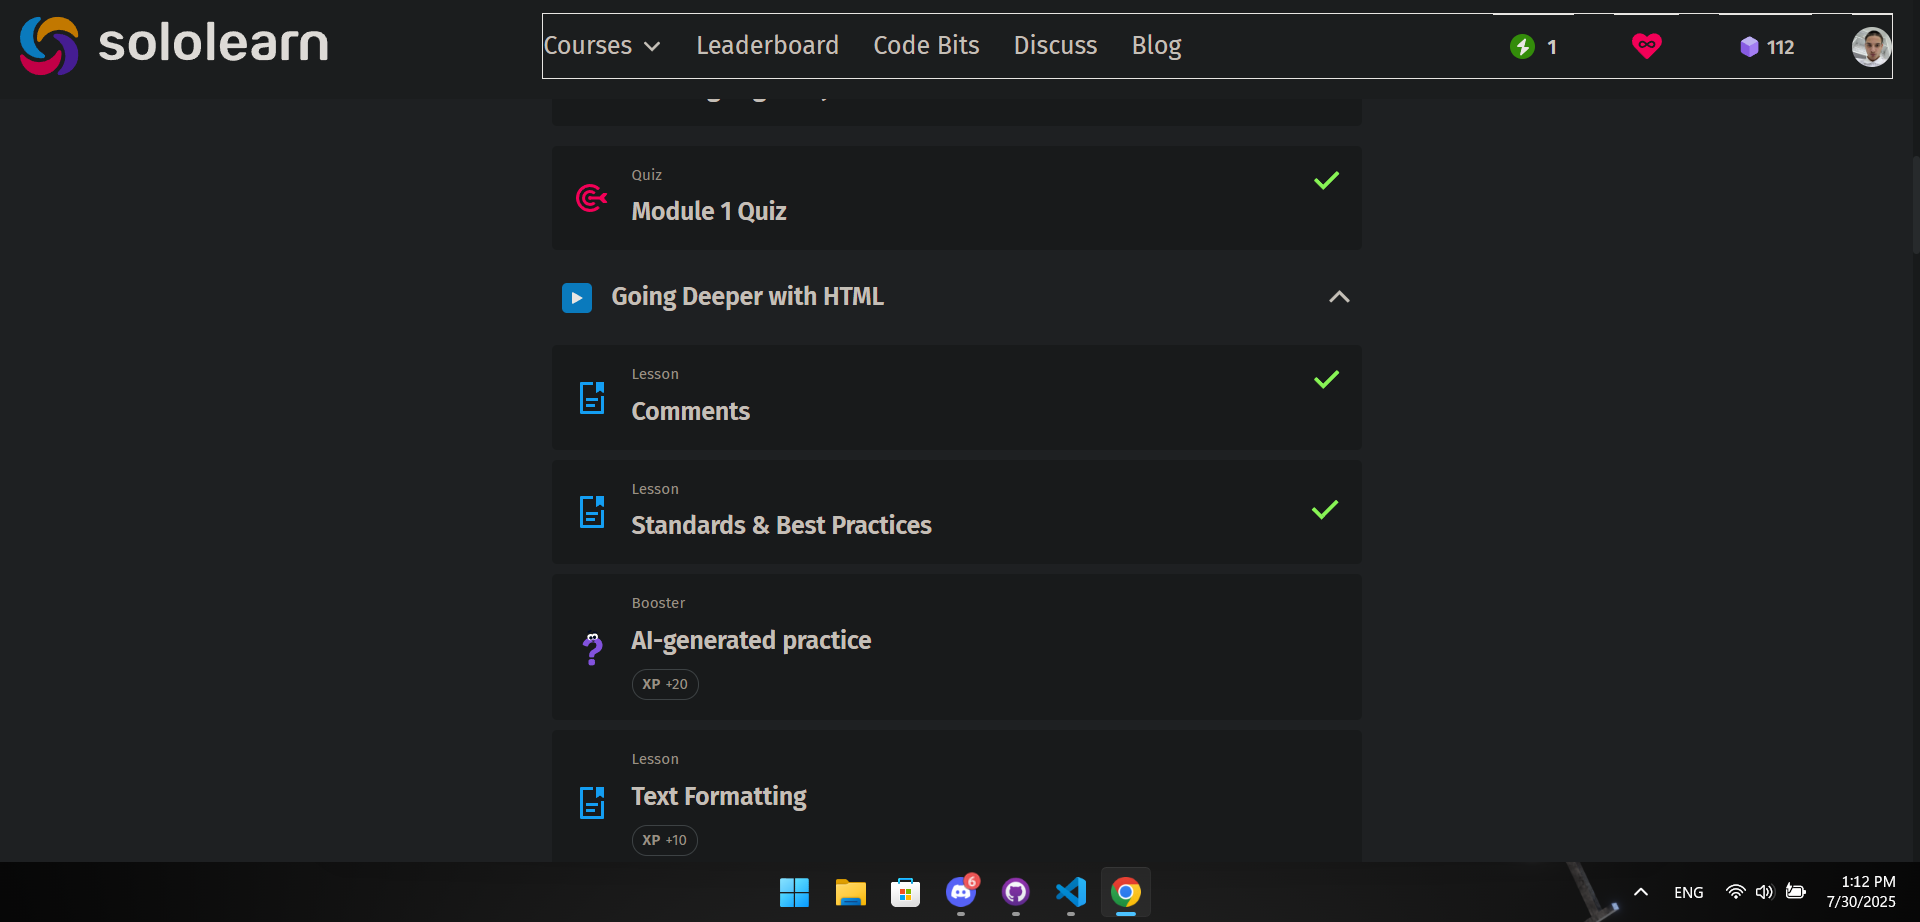 sololearn
Courses Leaderboard Code Bits Discuss Blog 1 112
Quiz
Module 1 Quiz
Going Deeper with HTML
Lesson
Comments
Lesson
Standards & Best Practices
Booster
AI-generated practice
XP +20
Lesson
Text Formatting
XP +10
6
ENG
1:12 PM
7/30/2025